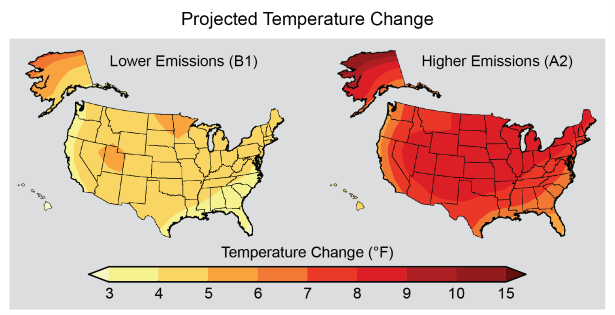 Projected Temperature Change
Lower Emissions (B1) Higher Emissions (A2)
Temperature Change (°F)
3 4 5 6 7 8 9 10 15